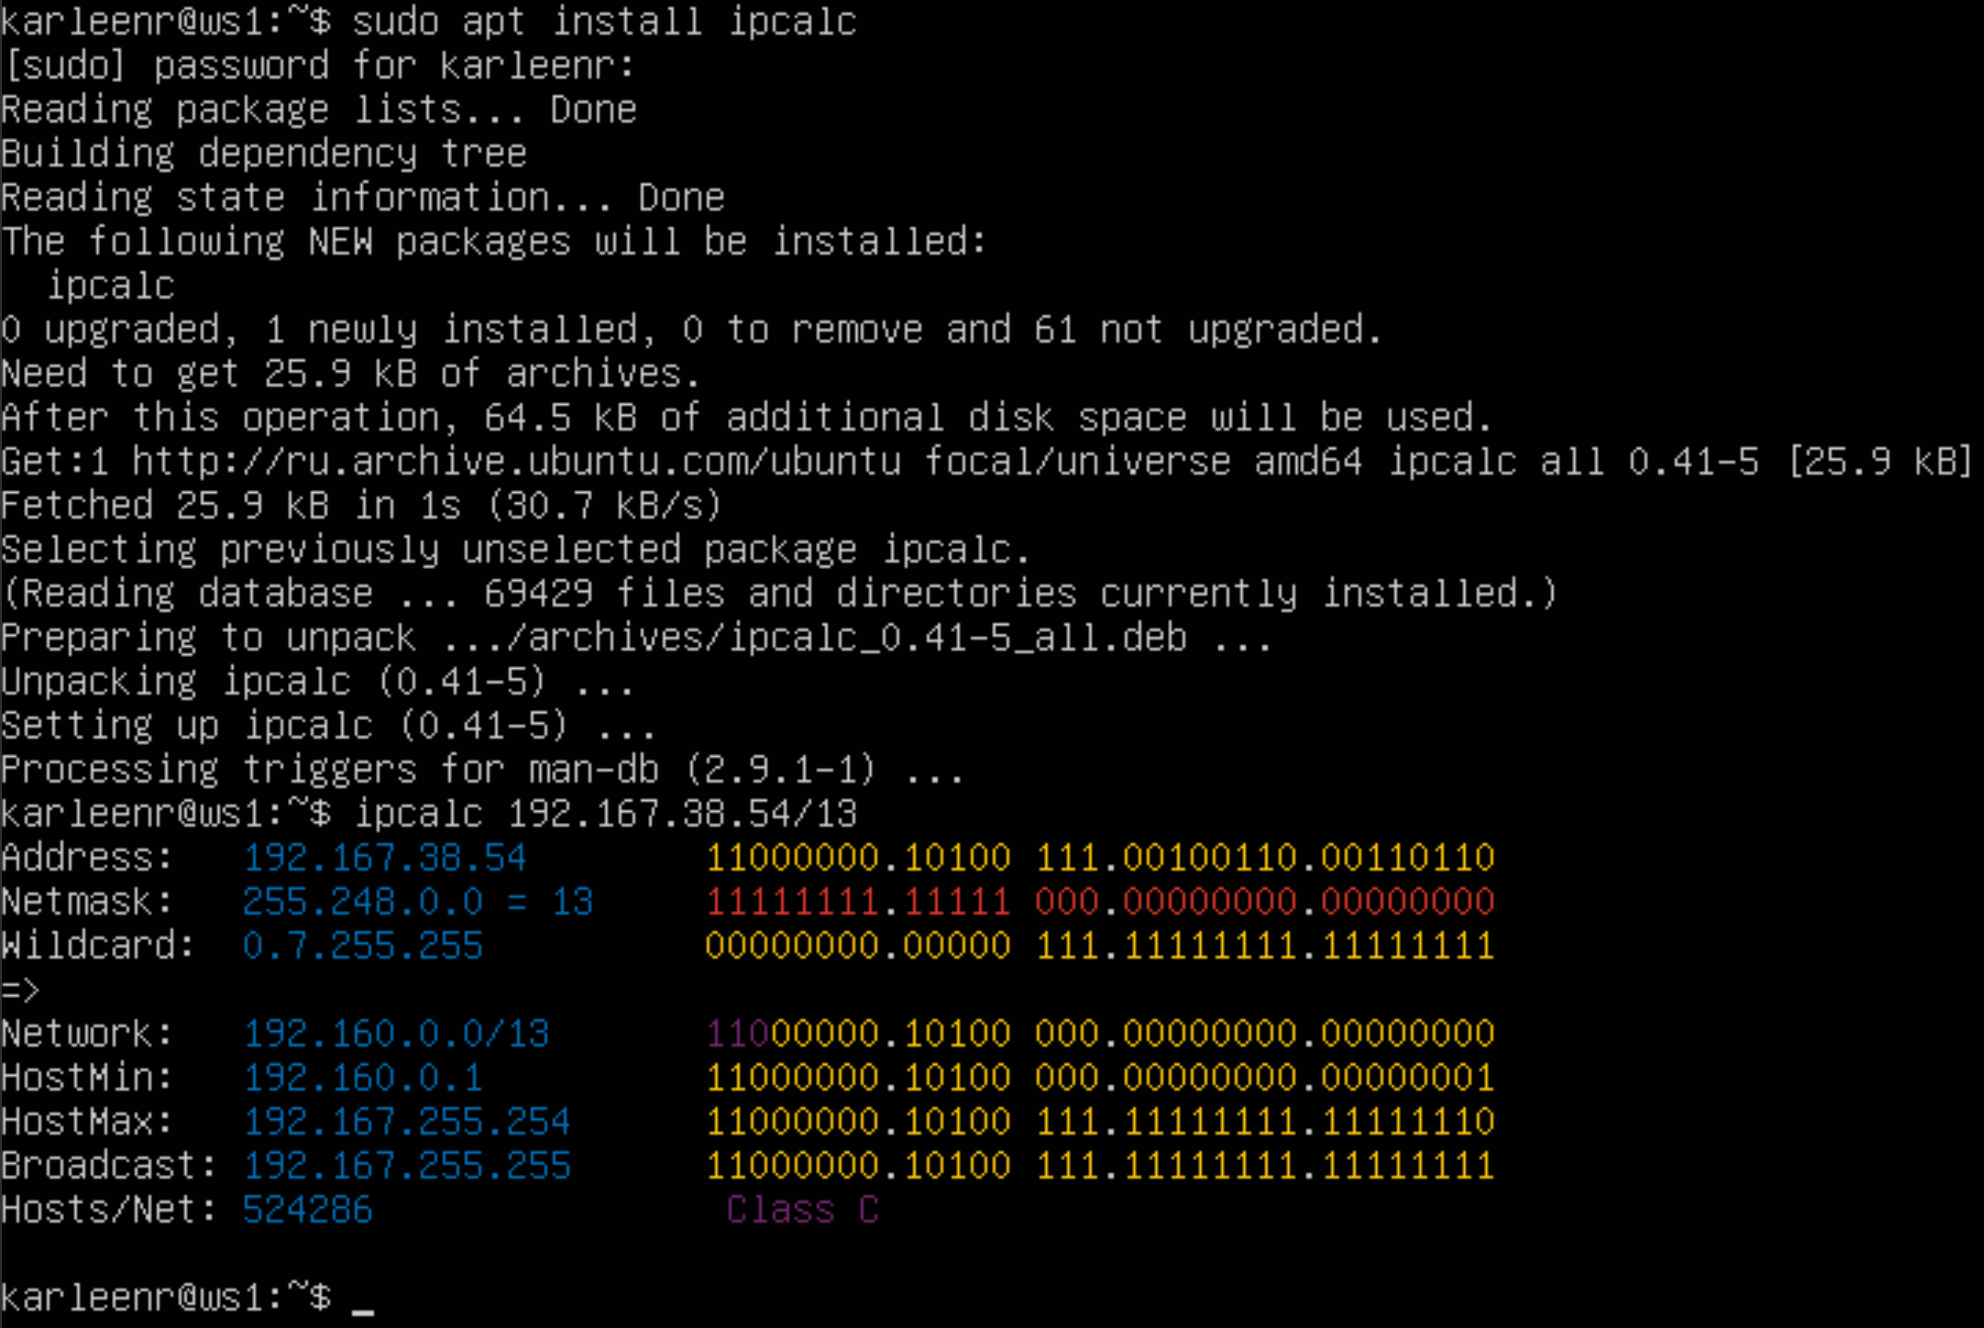 karleenr@ws1:~$ sudo apt install ipcalc
[sudo] password for karleenr:
Reading package lists... Done
Building dependency tree
Reading state information... Done
The following NEW packages will be installed:
  ipcalc
0 upgraded, 1 newly installed, 0 to remove and 61 not upgraded.
Need to get 25.9 kB of archives.
After this operation, 64.5 kB of additional disk space will be used.
Get:1 http://ru.archive.ubuntu.com/ubuntu focal/universe amd64 ipcalc all 0.41-5 [25.9 kB]
Fetched 25.9 kB in 1s (30.7 kB/s)
Selecting previously unselected package ipcalc.
(Reading database ... 69429 files and directories currently installed.)
Preparing to unpack .../archives/ipcalc_0.41-5_all.deb ...
Unpacking ipcalc (0.41-5) ...
Setting up ipcalc (0.41-5) ...
Processing triggers for man-db (2.9.1-1) ...
karleenr@ws1:~$ ipcalc 192.167.38.54/13
Address:   192.167.38.54        11000000.10100 111.00100110.00110110
Netmask:   255.248.0.0 = 13     11111111.11111 000.00000000.00000000
Wildcard:  0.7.255.255          00000000.00000 111.11111111.11111111
=>
Network:   192.160.0.0/13       11000000.10100 000.00000000.00000000
HostMin:   192.160.0.1          11000000.10100 000.00000000.00000001
HostMax:   192.167.255.254      11000000.10100 111.11111111.11111110
Broadcast: 192.167.255.255      11000000.10100 111.11111111.11111111
Hosts/Net: 524286                Class C
karleenr@ws1:~$ _